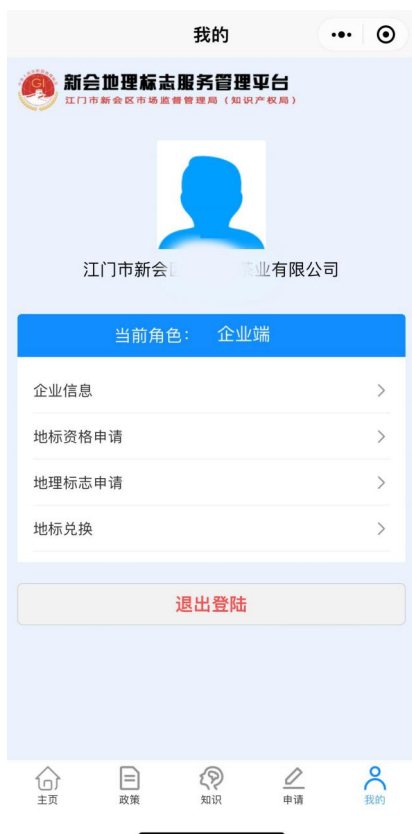 我的
GI
新会地理标志服务管理平台
江门市新会区市场监督管理局（知识产权局）
江门市新会 茶业有限公司
当前角色： 企业端
企业信息
地标资格申请
地理标志申请
地标兑换
退出登陆
主页 政策 知识 申请 我的